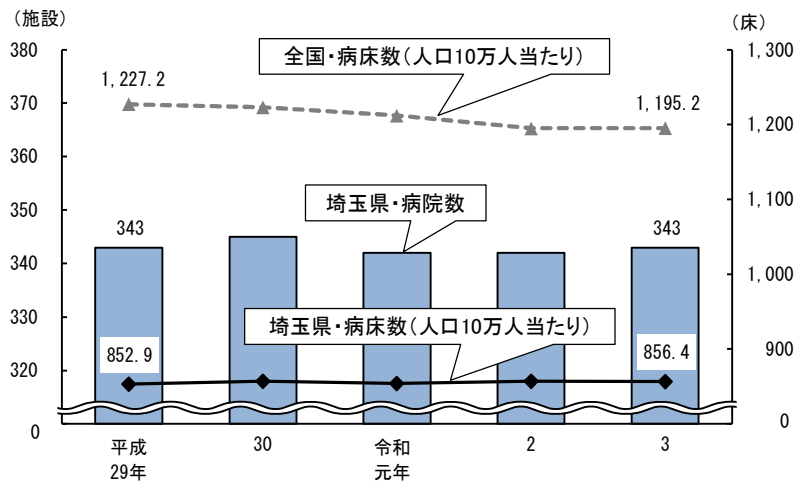 (施設)
(床)
380
370
360
350
340
330
320
0
1,300
1,200
1,100
1,000
900
0
全国・病床数(人口10万人当たり)
1,227.2
1,195.2
埼玉県・病院数
343
343
埼玉県・病床数(人口10万人当たり)
852.9
856.4
平成
29年
30
令和
元年
2
3